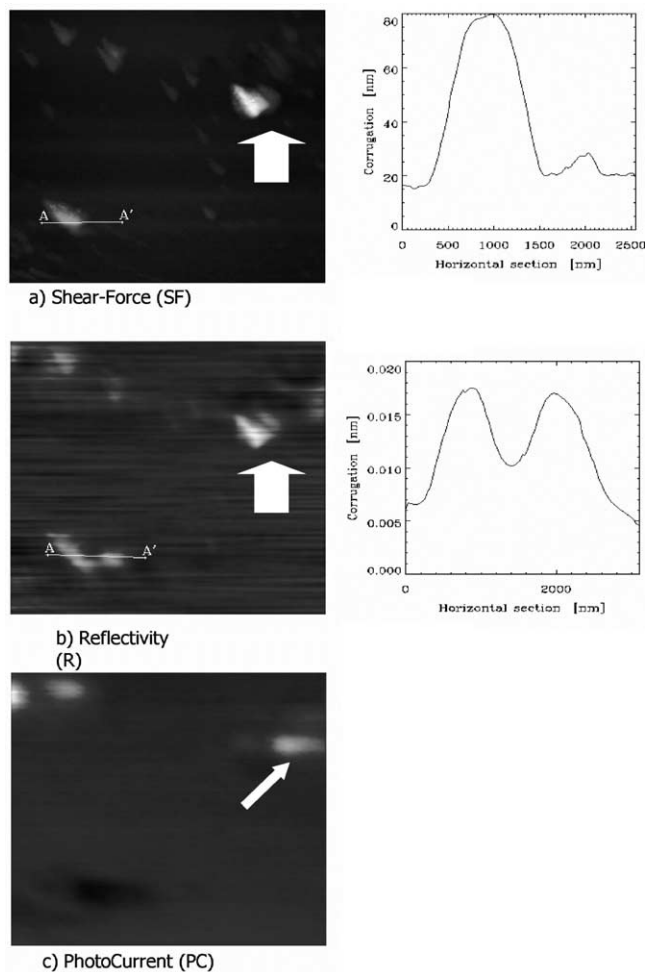 80
60
40
20
0
Corrugation [nm]
0 500 1000 1500 2000 2500
Horizontal section [nm]
A A'
a) Shear-Force (SF)
0.020
0.015
0.010
0.005
0.000
Corrugation [nm]
0 2000
Horizontal section [nm]
A A'
b) Reflectivity
(R)
c) PhotoCurrent (PC)